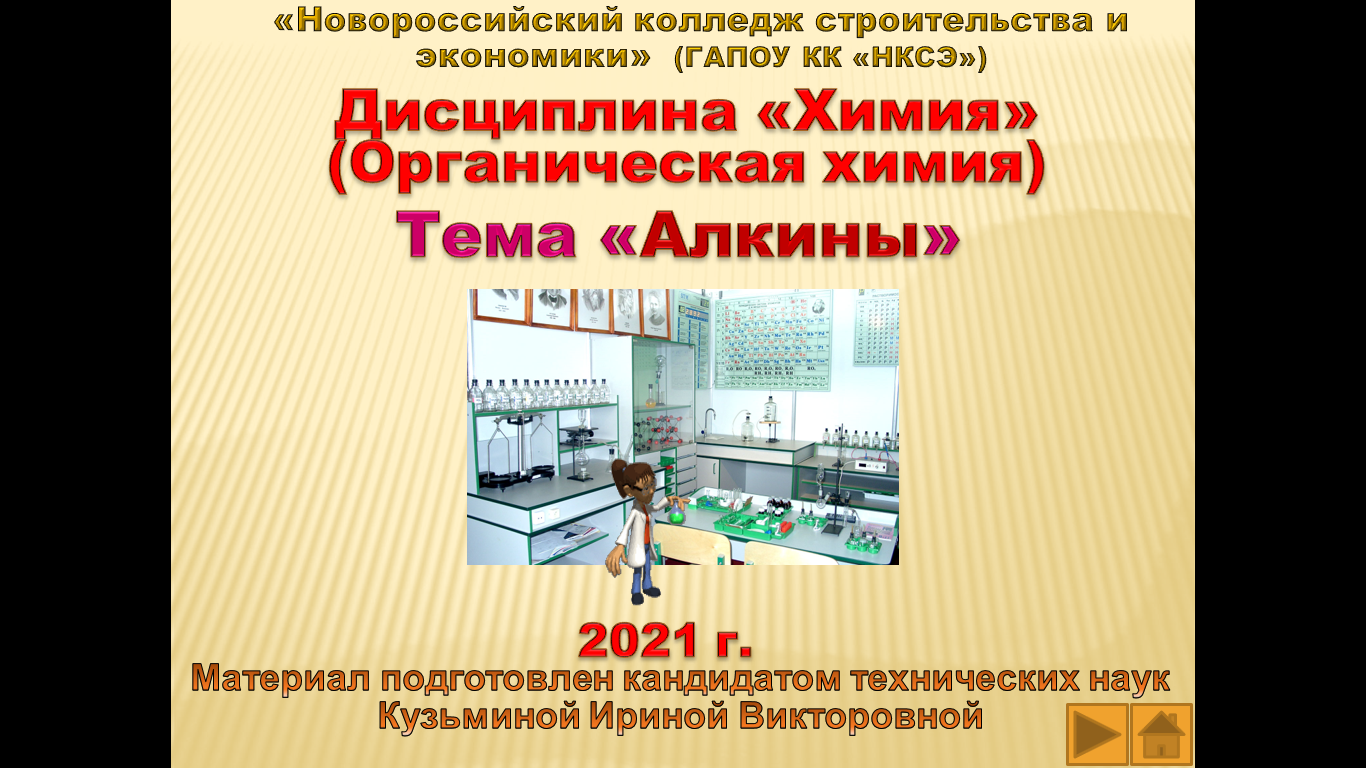 «Новороссийский колледж строительства и
экономики» (ГАПОУ КК «НКСЭ»)
Дисциплина «Химия»
(Органическая химия)
Тема «Алкины»
2021 г.
Материал подготовлен кандидатом технических наук
Кузьминой Ириной Викторовной